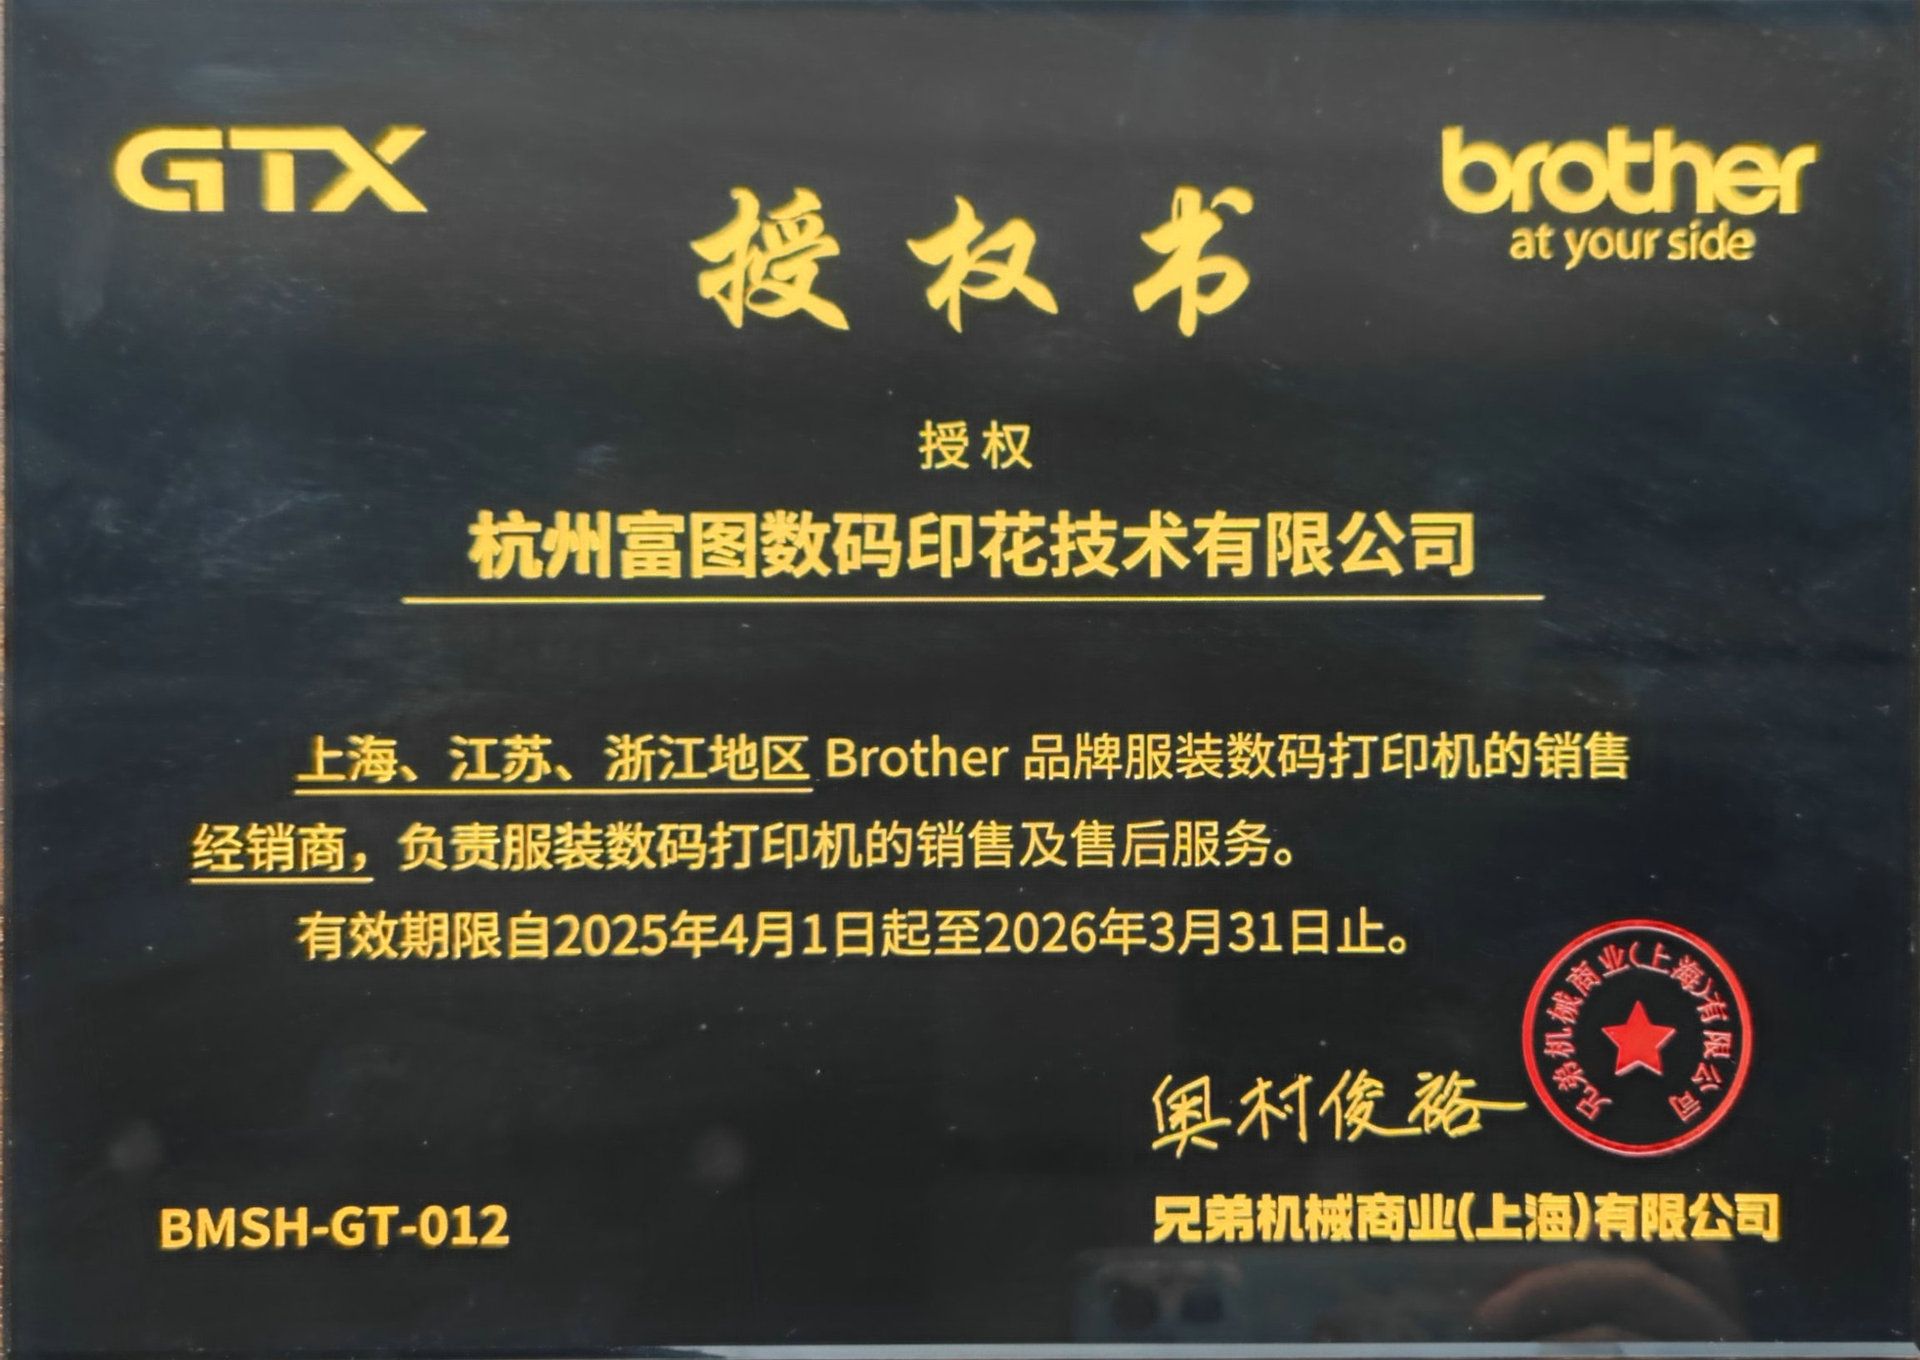 GTX
brother
at your side
授权书
授权
杭州富图数码印花技术有限公司
上海、江苏、浙江地区 Brother 品牌服装数码打印机的销售
经销商，负责服装数码打印机的销售及售后服务。
有效期限自2025年4月1日起至2026年3月31日止。
兄弟机械商业(上海)有限公司
奥村俊裕
BMSH-GT-012
兄弟机械商业(上海)有限公司